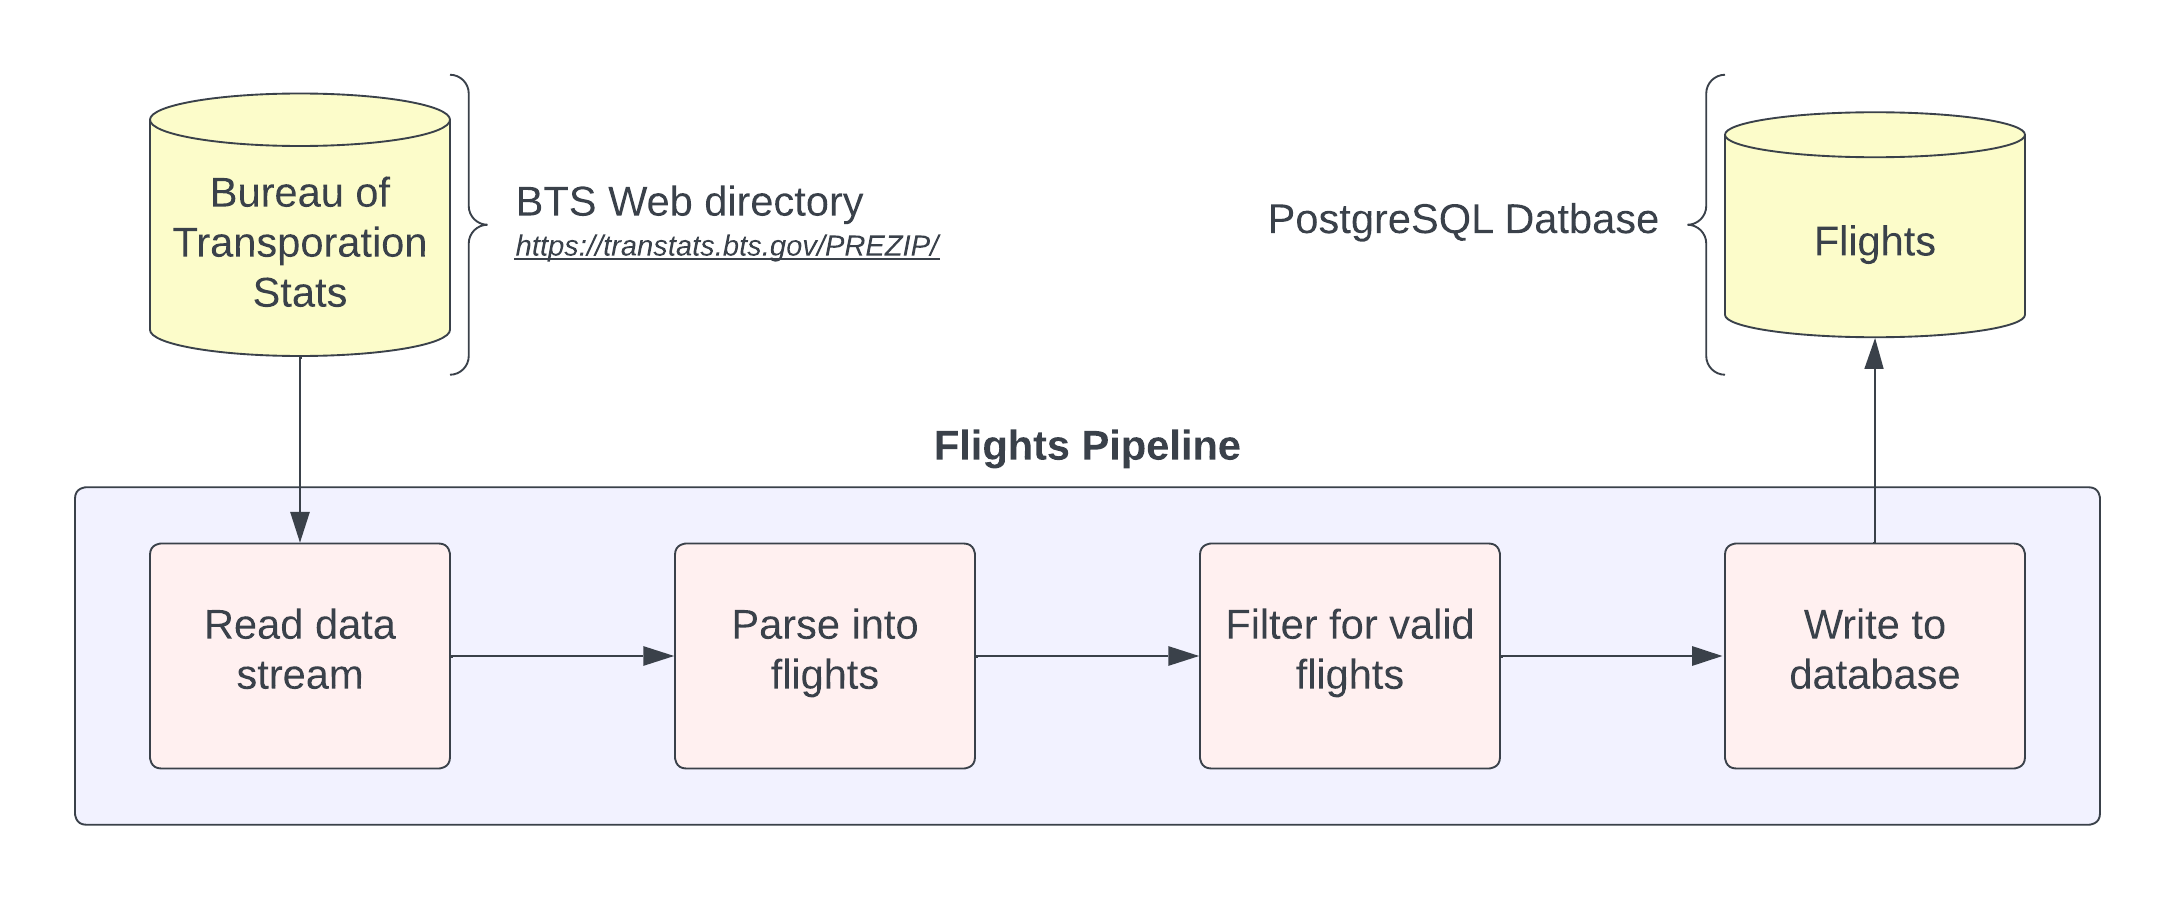 Bureau of
Transporation
Stats
BTS Web directory
https://transtats.bts.gov/PREZIP/
PostgreSQL Datbase
Flights
Flights Pipeline
Read data
stream
Parse into
flights
Filter for valid
flights
Write to
database